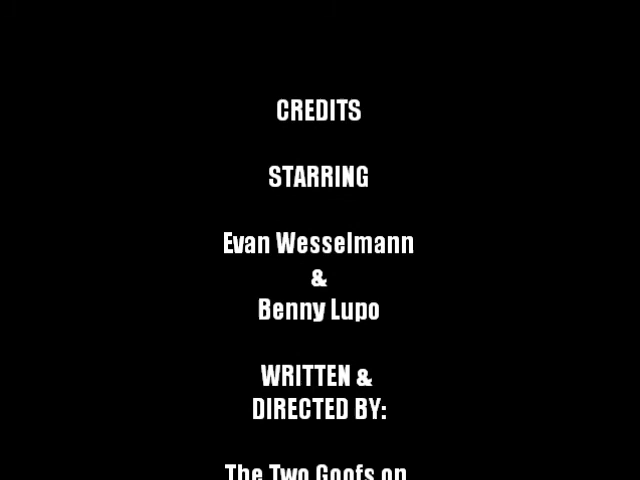 CREDITS
STARRING
Evan Wesselmann
&
Benny Lupo
WRITTEN &
DIRECTED BY:
The Two Goofs on